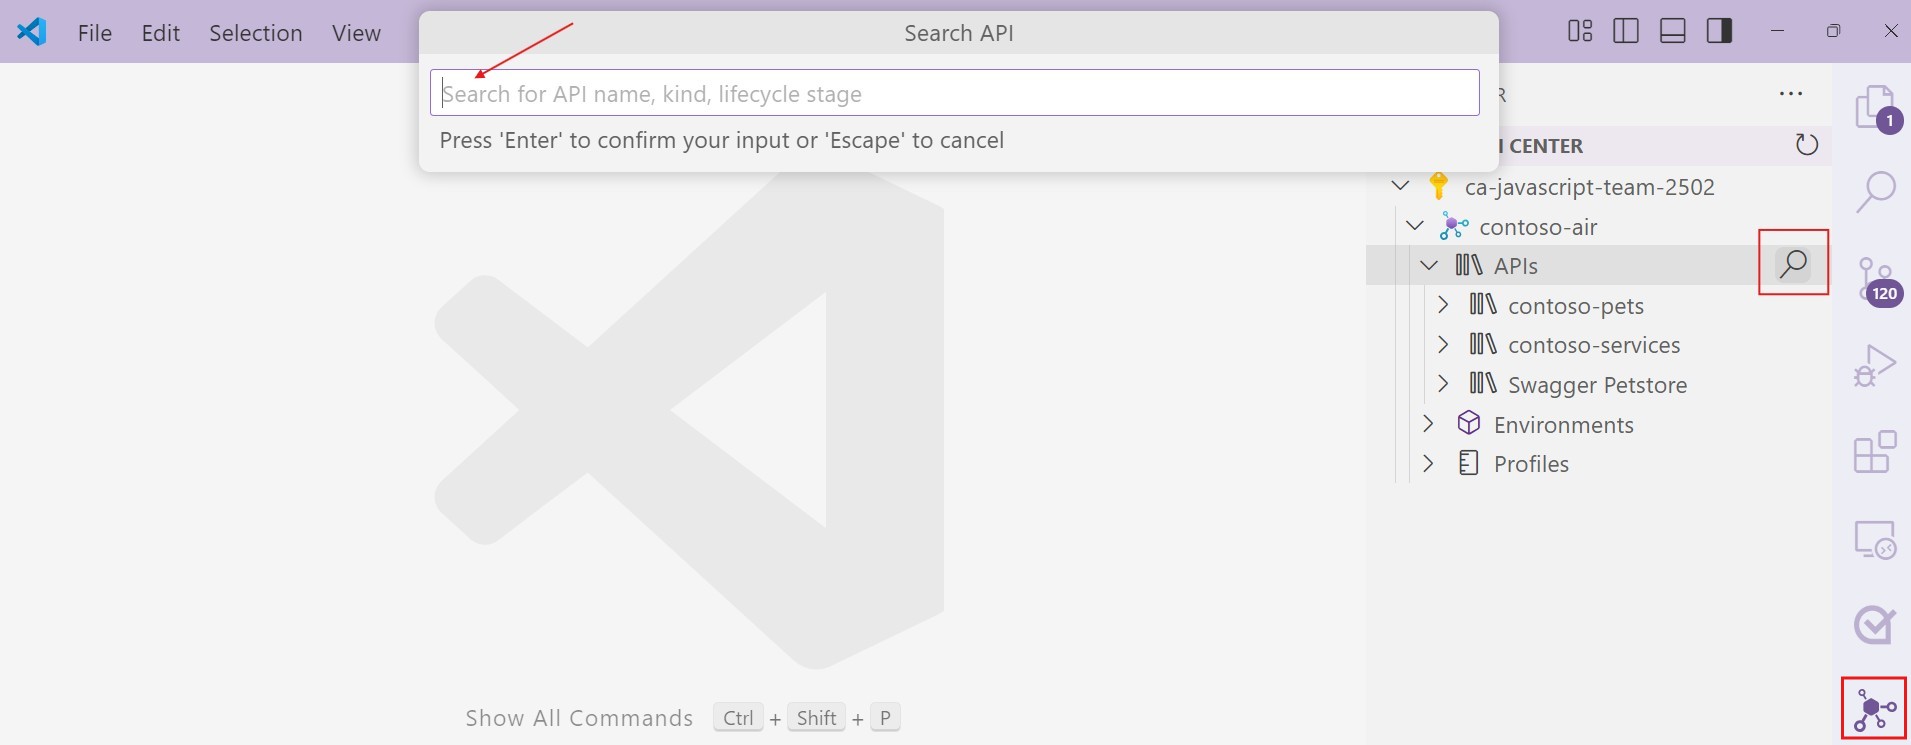 File Edit Selection View
Search API
Search for API name, kind, lifecycle stage
Press 'Enter' to confirm your input or 'Escape' to cancel
CENTER
1
ca-javascript-team-2502
contoso-air
APIs
120
contoso-pets
contoso-services
Swagger Petstore
Environments
Profiles
Show All Commands Ctrl + Shift + P